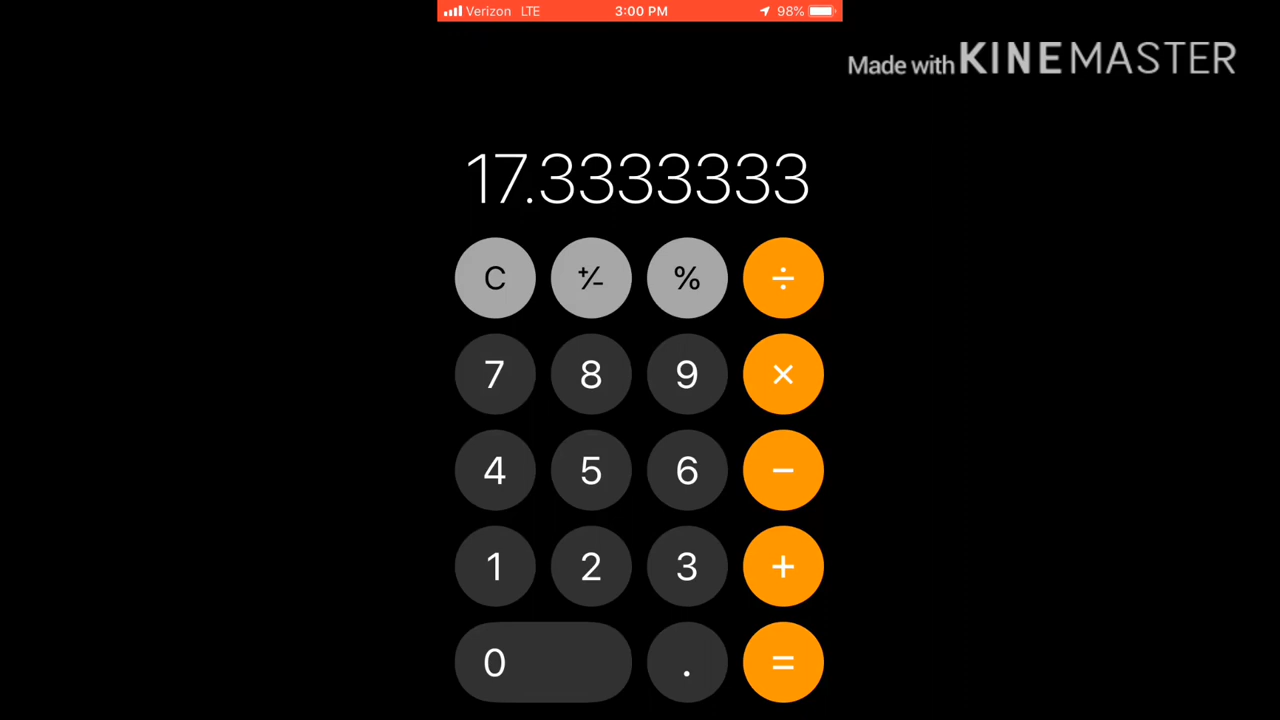 Verizon LTE 3:00 PM 98%
Made with KINEMASTER
17.3333333
C +/- % ÷
7 8 9 ×
4 5 6 −
1 2 3 +
0 . =